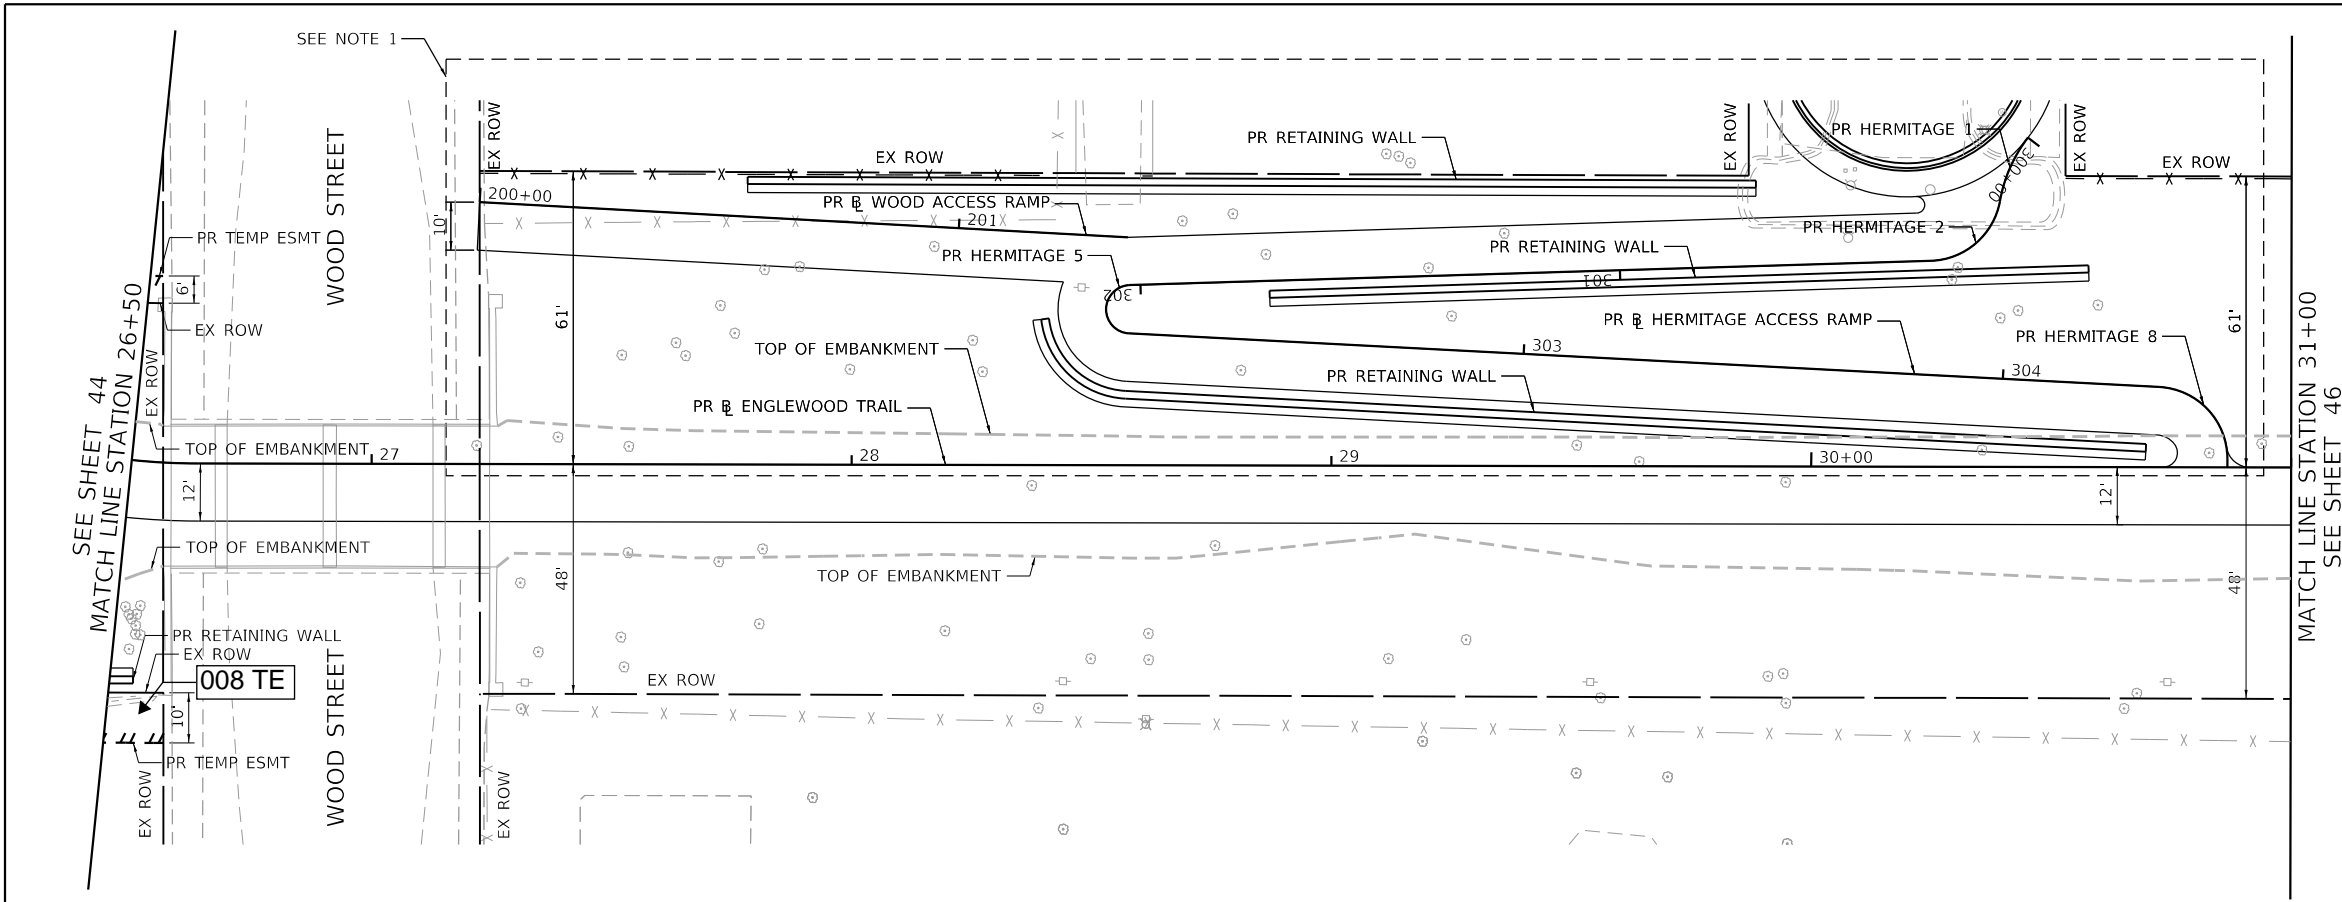 SEE NOTE 1
WOOD STREET
EX ROW
EX ROW
PR RETAINING WALL
EX ROW
PR HERMITAGE 1
EX ROW
EX ROW
300+00
200+00
PR BL WOOD ACCESS RAMP
201
10'
PR TEMP ESMT
6'
EX ROW
EX ROW
PR HERMITAGE 5
PR HERMITAGE 2
PR RETAINING WALL
301
302
61'
PR BL HERMITAGE ACCESS RAMP
PR HERMITAGE 8
61'
TOP OF EMBANKMENT
303
304
PR RETAINING WALL
PR BL ENGLEWOOD TRAIL
SEE SHEET 44
MATCH LINE STATION 26+50
TOP OF EMBANKMENT
27
28
29
30+00
12'
12'
MATCH LINE STATION 31+00
SEE SHEET 46
TOP OF EMBANKMENT
TOP OF EMBANKMENT
48'
48'
PR RETAINING WALL
EX ROW
008 TE
EX ROW
10'
WOOD STREET
PR TEMP ESMT
EX ROW
EX ROW